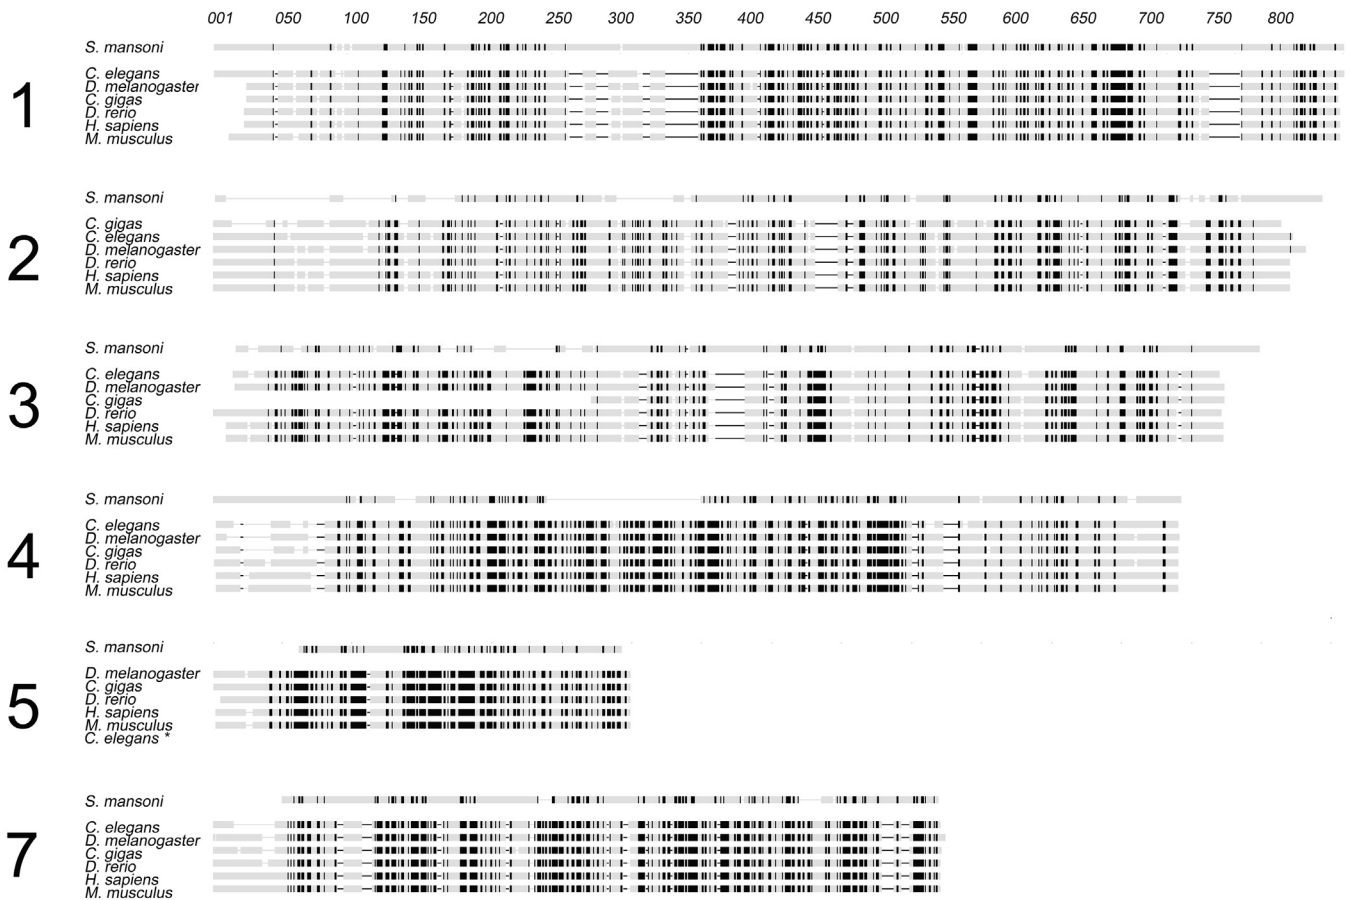 001 050 100 150 200 250 300 350 400 450 500 550 600 650 700 750 800
1
S. mansoni
C. elegans
D. melanogaster
C. gigas
D. rerio
H. sapiens
M. musculus
2
S. mansoni
C. gigas
C. elegans
D. melanogaster
D. rerio
H. sapiens
M. musculus
3
S. mansoni
C. elegans
D. melanogaster
C. gigas
D. rerio
H. sapiens
M. musculus
4
S. mansoni
C. elegans
D. melanogaster
C. gigas
D. rerio
H. sapiens
M. musculus
5
S. mansoni
D. melanogaster
C. gigas
D. rerio
H. sapiens
M. musculus
C. elegans *
7
S. mansoni
C. elegans
D. melanogaster
C. gigas
D. rerio
H. sapiens
M. musculus